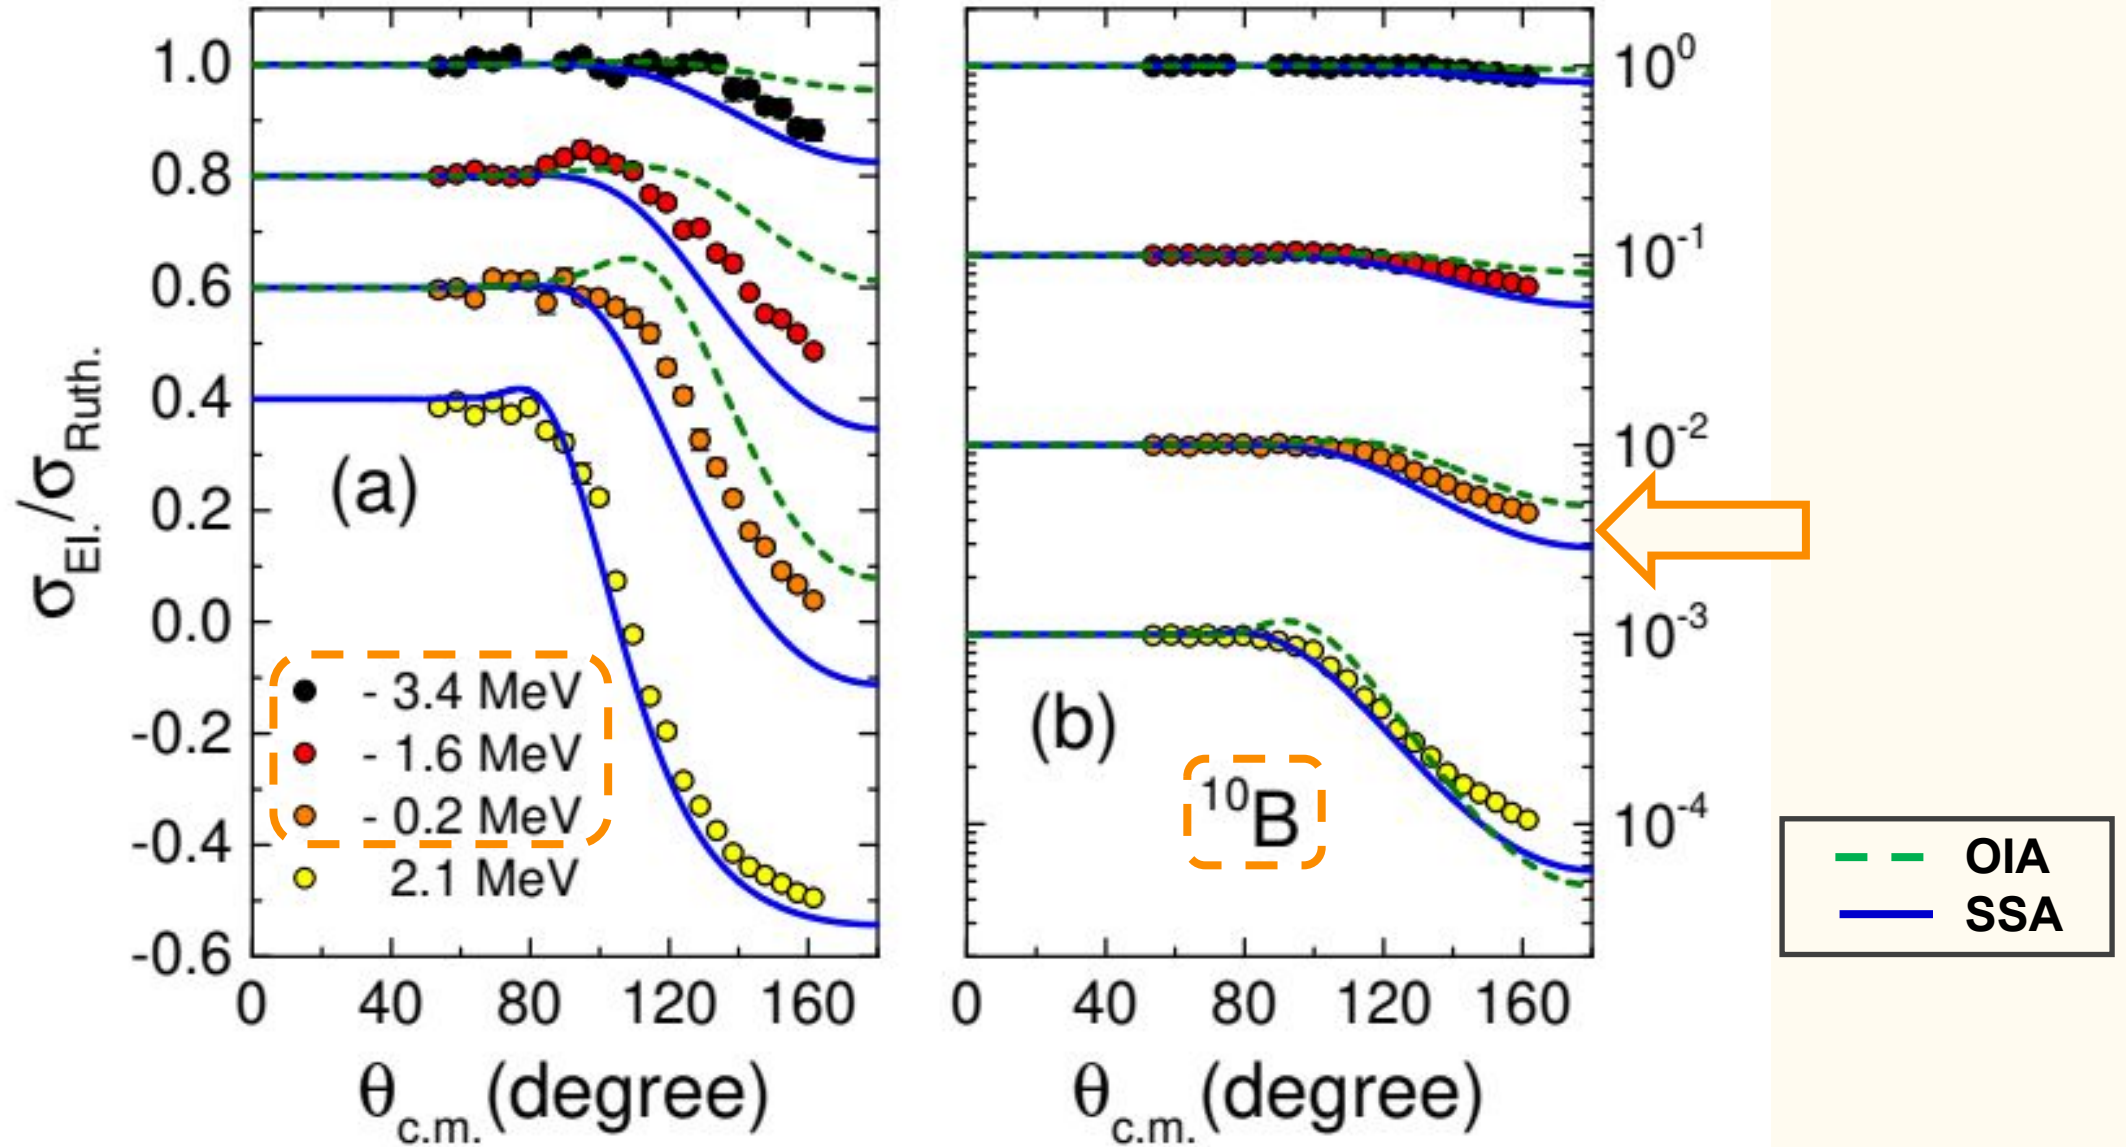 σEl./σRuth.
1.0
0.8
0.6
0.4
0.2
0.0
-0.2
-0.4
-0.6
(a)
- 3.4 MeV
- 1.6 MeV
- 0.2 MeV
2.1 MeV
0 40 80 120 160
θc.m. (degree)
(b)
¹⁰B
10⁰
10⁻¹
10⁻²
10⁻³
10⁻⁴
0 40 80 120 160
θc.m. (degree)
OIA
SSA